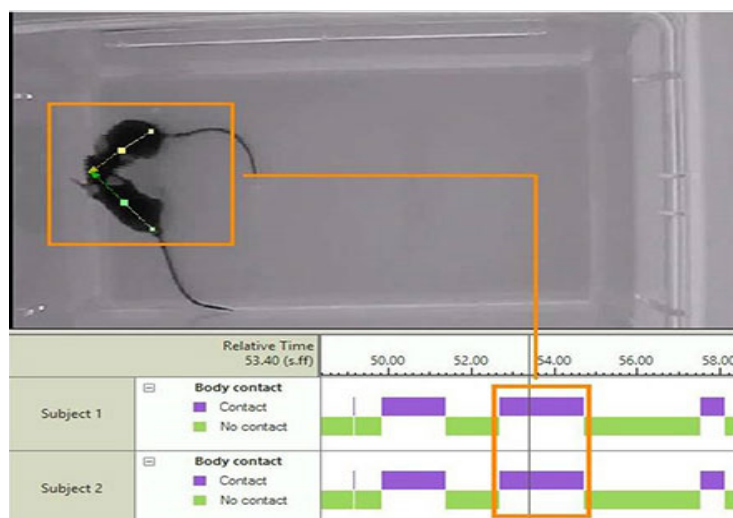 Relative Time
53.40 (s.ff)
50.00 52.00 54.00 56.00 58.00
Subject 1
Body contact
Contact
No contact
Subject 2
Body contact
Contact
No contact